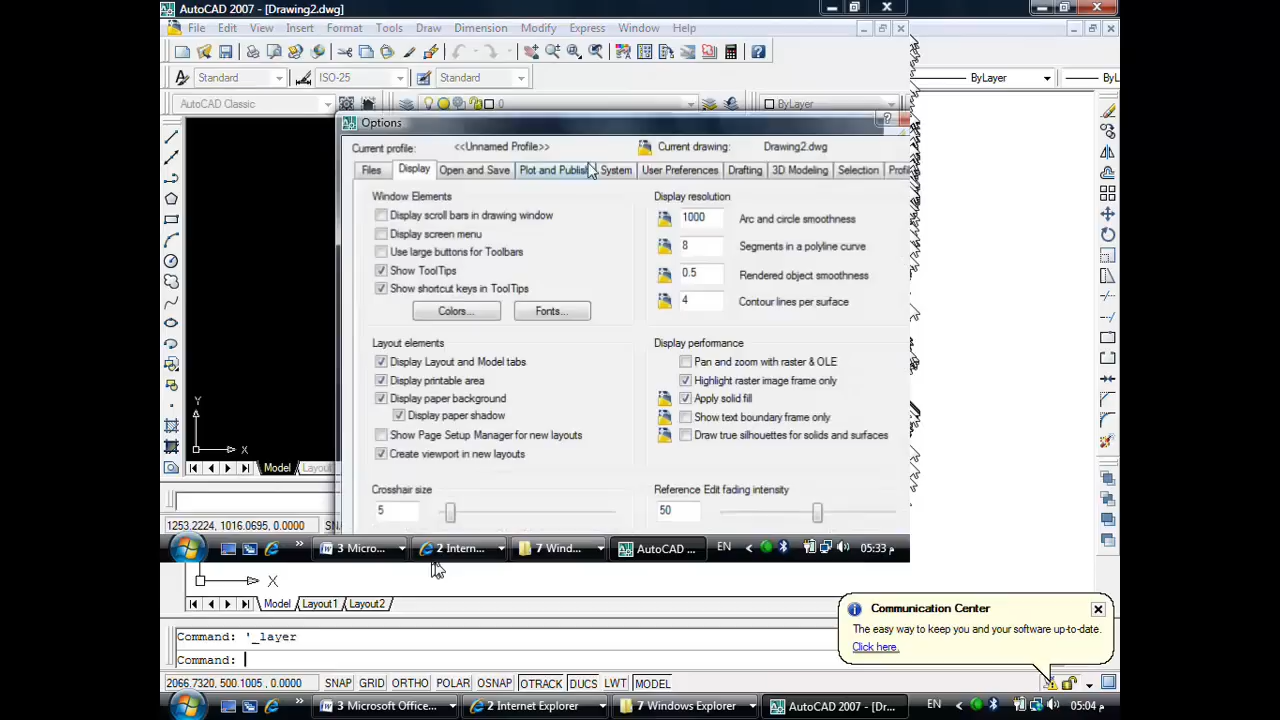 AutoCAD 2007 - [Drawing2.dwg]
File Edit View Insert Format Tools Draw Dimension Modify Express Window Help
Standard ISO-25 Standard ByLayer ByL
AutoCAD Classic 0 ByLayer
Options
Current profile: <<Unnamed Profile>> Current drawing: Drawing2.dwg
Files Display Open and Save Plot and Publish System User Preferences Drafting 3D Modeling Selection Profil
Window Elements
Display scroll bars in drawing window
Display screen menu
Use large buttons for Toolbars
Show ToolTips
Show shortcut keys in ToolTips
Colors... Fonts...
Display resolution
1000 Arc and circle smoothness
8 Segments in a polyline curve
0.5 Rendered object smoothness
4 Contour lines per surface
Layout elements
Display Layout and Model tabs
Display printable area
Display paper background
Display paper shadow
Show Page Setup Manager for new layouts
Create viewport in new layouts
Display performance
Pan and zoom with raster & OLE
Highlight raster image frame only
Apply solid fill
Show text boundary frame only
Draw true silhouettes for solids and surfaces
Crosshair size
5
Reference Edit fading intensity
50
Y
X
Model Layout
1253.2224, 1016.0695, 0.0000 SNA
3 Micro... 2 Intern... 7 Wind... AutoCAD ... EN 05:33 م
X
Model Layout1 Layout2
Command: '_layer
Command:
Communication Center
The easy way to keep you and your software up-to-date.
Click here.
2066.7320, 500.1005, 0.0000 SNAP GRID ORTHO POLAR OSNAP OTRACK DUCS LWT MODEL
3 Microsoft Office... 2 Internet Explorer 7 Windows Explorer AutoCAD 2007 - [Dr... EN 05:04 م